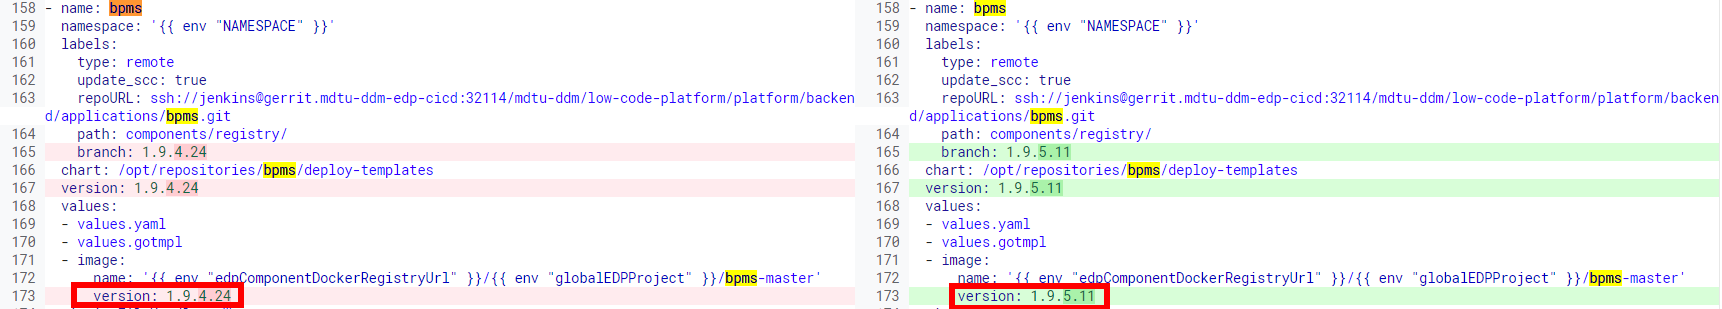 158 - name: bpms
159 namespace: '{{ env "NAMESPACE" }}'
160 labels:
161 type: remote
162 update_scc: true
163 repoURL: ssh://jenkins@gerrit.mdtu-ddm-edp-cicd:32114/mdtu-ddm/low-code-platform/platform/backen
d/applications/bpms.git
164 path: components/registry/
165 branch: 1.9.4.24
166 chart: /opt/repositories/bpms/deploy-templates
167 version: 1.9.4.24
168 values:
169 - values.yaml
170 - values.gotmpl
171 - image:
172 name: '{{ env "edpComponentDockerRegistryUrl" }}/{{ env "globalEDPProject" }}/bpms-master'
173 version: 1.9.4.24
158 - name: bpms
159 namespace: '{{ env "NAMESPACE" }}'
160 labels:
161 type: remote
162 update_scc: true
163 repoURL: ssh://jenkins@gerrit.mdtu-ddm-edp-cicd:32114/mdtu-ddm/low-code-platform/platform/backen
d/applications/bpms.git
164 path: components/registry/
165 branch: 1.9.5.11
166 chart: /opt/repositories/bpms/deploy-templates
167 version: 1.9.5.11
168 values:
169 - values.yaml
170 - values.gotmpl
171 - image:
172 name: '{{ env "edpComponentDockerRegistryUrl" }}/{{ env "globalEDPProject" }}/bpms-master'
173 version: 1.9.5.11